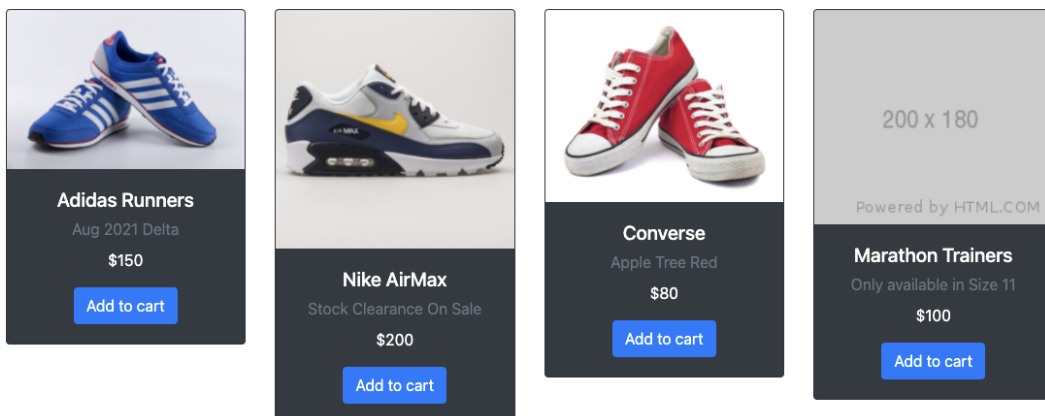 Adidas Runners
Aug 2021 Delta
$150
Add to cart
AIR MAX
Nike AirMax
Stock Clearance On Sale
$200
Add to cart
Converse
Apple Tree Red
$80
Add to cart
200 x 180
Powered by HTML.COM
Marathon Trainers
Only available in Size 11
$100
Add to cart